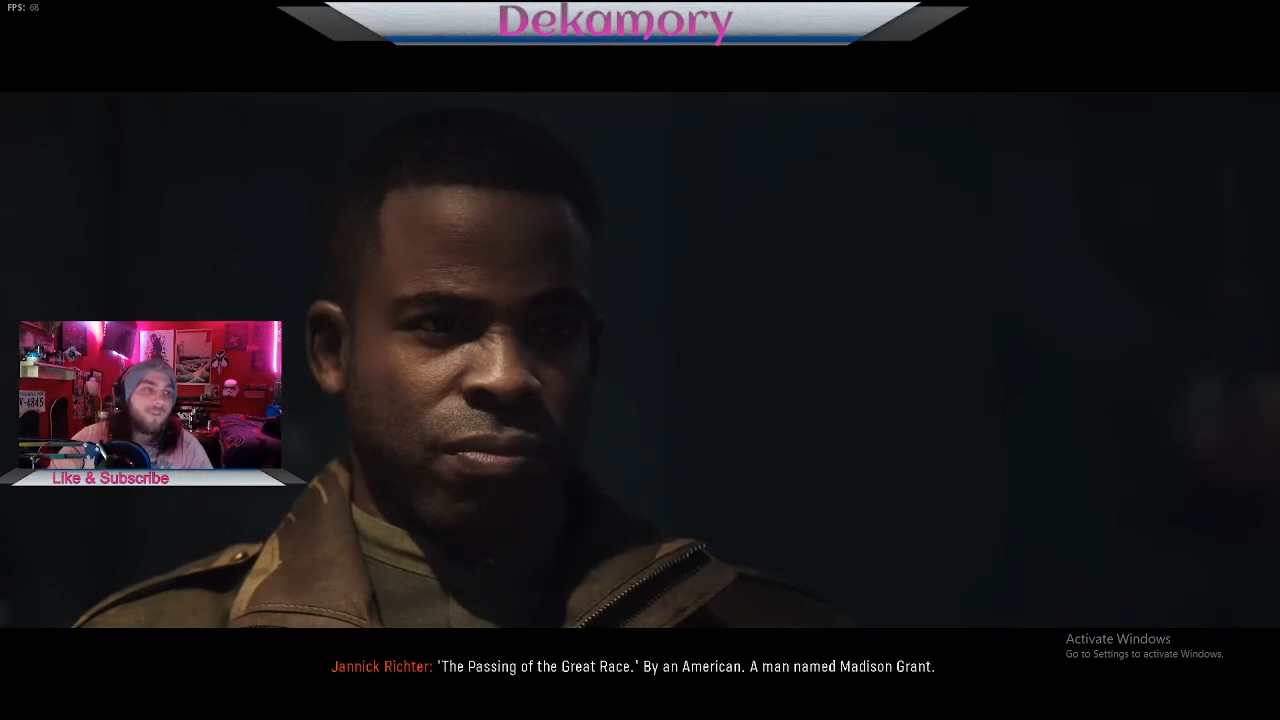 FPS: 68
Dekamory
-4845
Like & Subscribe
Activate Windows
Go to Settings to activate Windows.
Jannick Richter: 'The Passing of the Great Race.' By an American. A man named Madison Grant.